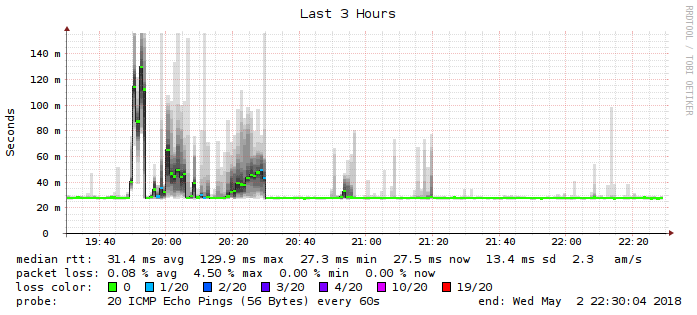 Last 3 Hours
RRDTOOL / TOBI OETIKER
Seconds
140 m
120 m
100 m
80 m
60 m
40 m
20 m
0
19:40 20:00 20:20 20:40 21:00 21:20 21:40 22:00 22:20
median rtt: 31.4 ms avg 129.9 ms max 27.3 ms min 27.5 ms now 13.4 ms sd 2.3 am/s
packet loss: 0.08 % avg 4.50 % max 0.00 % min 0.00 % now
loss color: 0 1/20 2/20 3/20 4/20 10/20 19/20
probe: 20 ICMP Echo Pings (56 Bytes) every 60s end: Wed May 2 22:30:04 2018